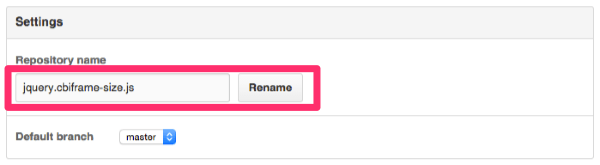 Settings
Repository name
jquery.cbiframe-size.js Rename
Default branch master